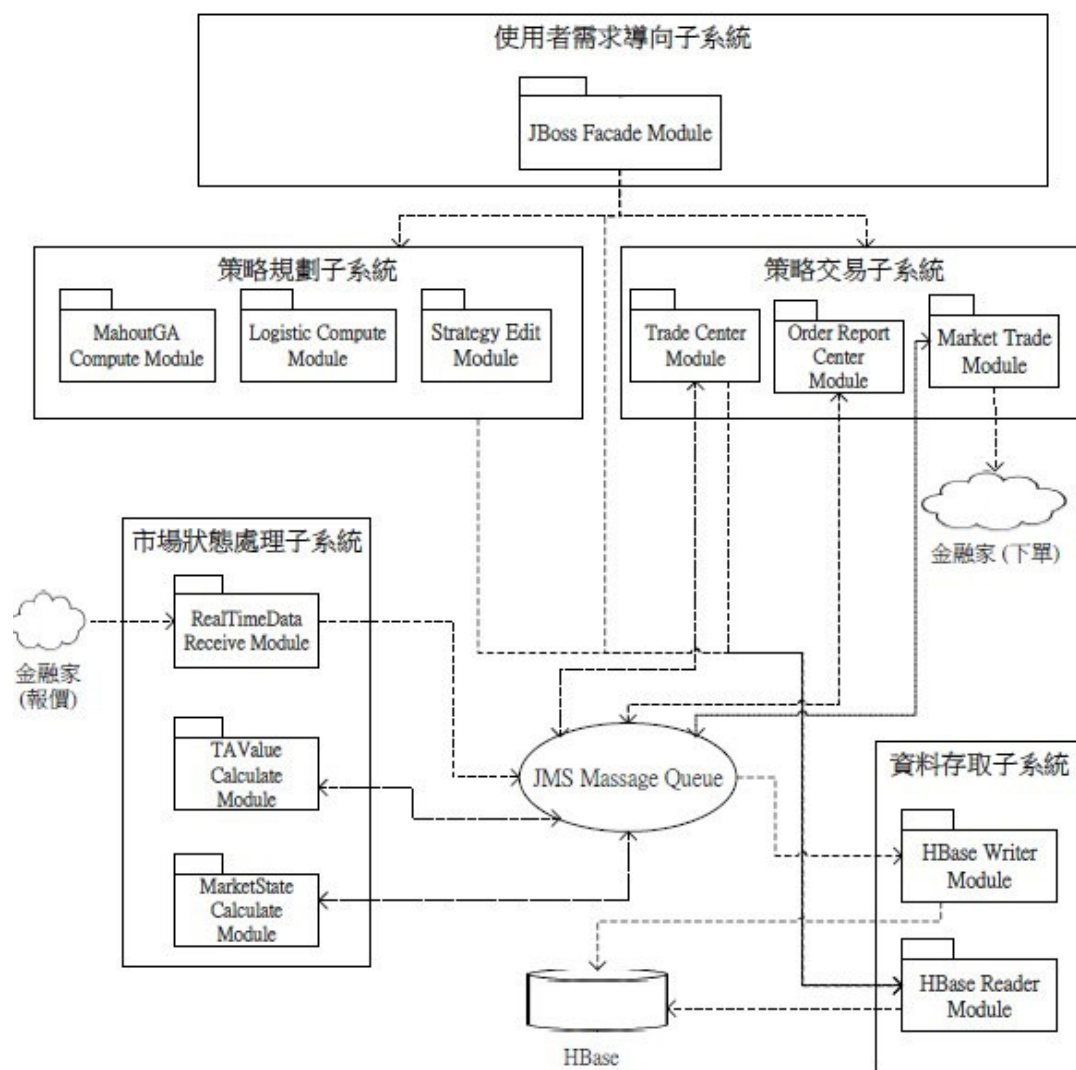 使用者需求導向子系統
JBoss Facade Module
策略規劃子系統
MahoutGA
Compute Module
Logistic Compute
Module
Strategy Edit
Module
策略交易子系統
Trade Center
Module
Order Report
Center
Module
Market Trade
Module
金融家 (下單)
市場狀態處理子系統
RealTimeData
Receive Module
金融家
(報價)
TAValue
Calculate
Module
MarketState
Calculate
Module
JMS Massage Queue
資料存取子系統
HBase Writer
Module
HBase Reader
Module
HBase